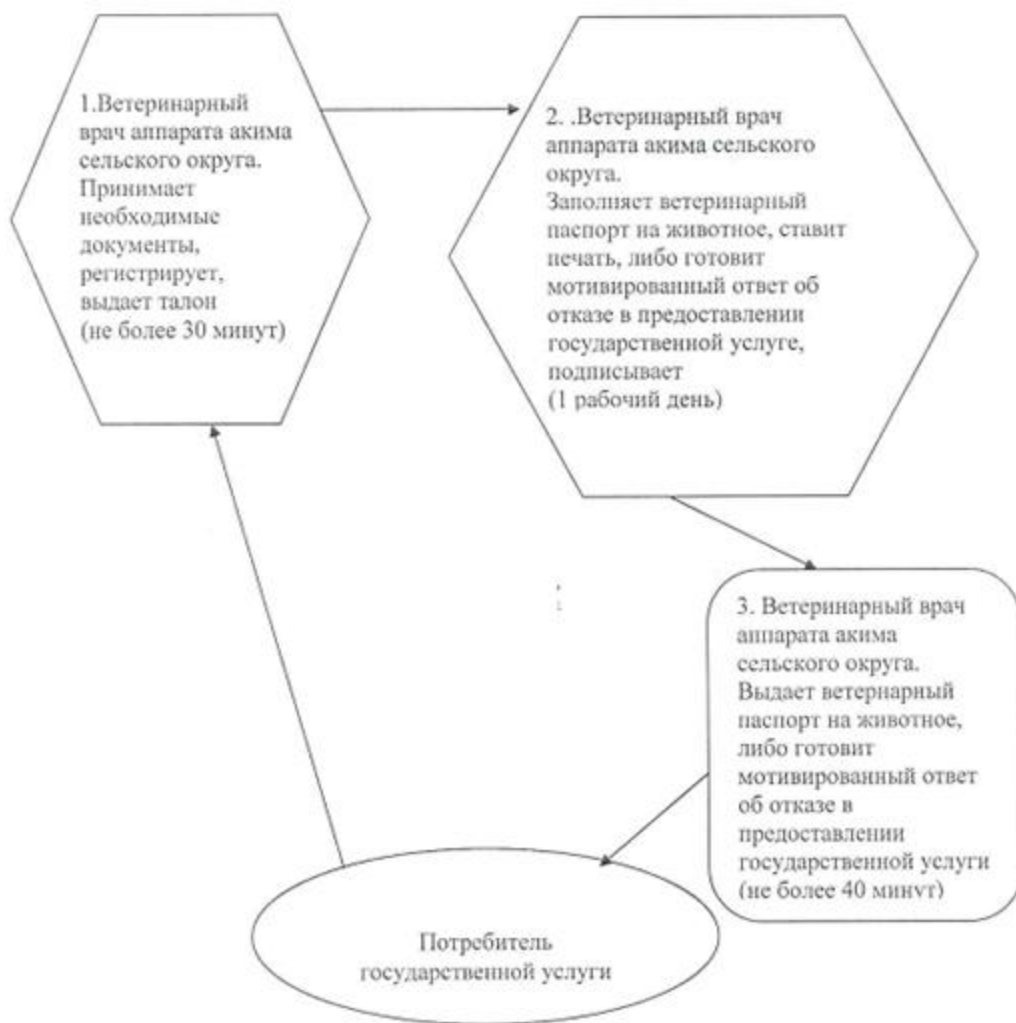 1.Ветеринарный
врач аппарата акима
сельского округа.
Принимает
необходимые
документы,
регистрирует,
выдает талон
(не более 30 минут)
2. .Ветеринарный врач
аппарата акима сельского
округа.
Заполняет ветеринарный
паспорт на животное, ставит
печать, либо готовит
мотивированный ответ об
отказе в предоставлении
государственной услуге,
подписывает
(1 рабочий день)
3. Ветеринарный врач
аппарата акима
сельского округа.
Выдает ветернарный
паспорт на животное,
либо готовит
мотивированный ответ
об отказе в
предоставлении
государственной услуги
(не более 40 минут)
Потребитель
государственной услуги